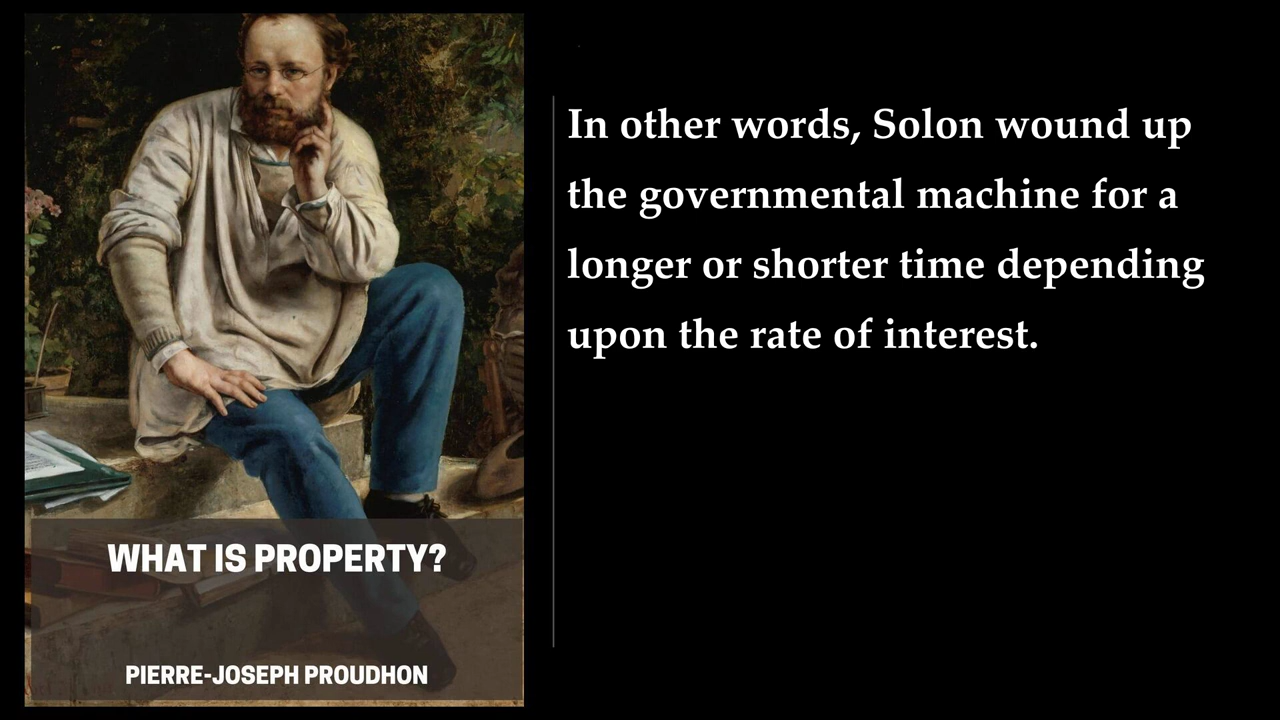 WHAT IS PROPERTY?
PIERRE-JOSEPH PROUDHON
In other words, Solon wound up
the governmental machine for a
longer or shorter time depending
upon the rate of interest.